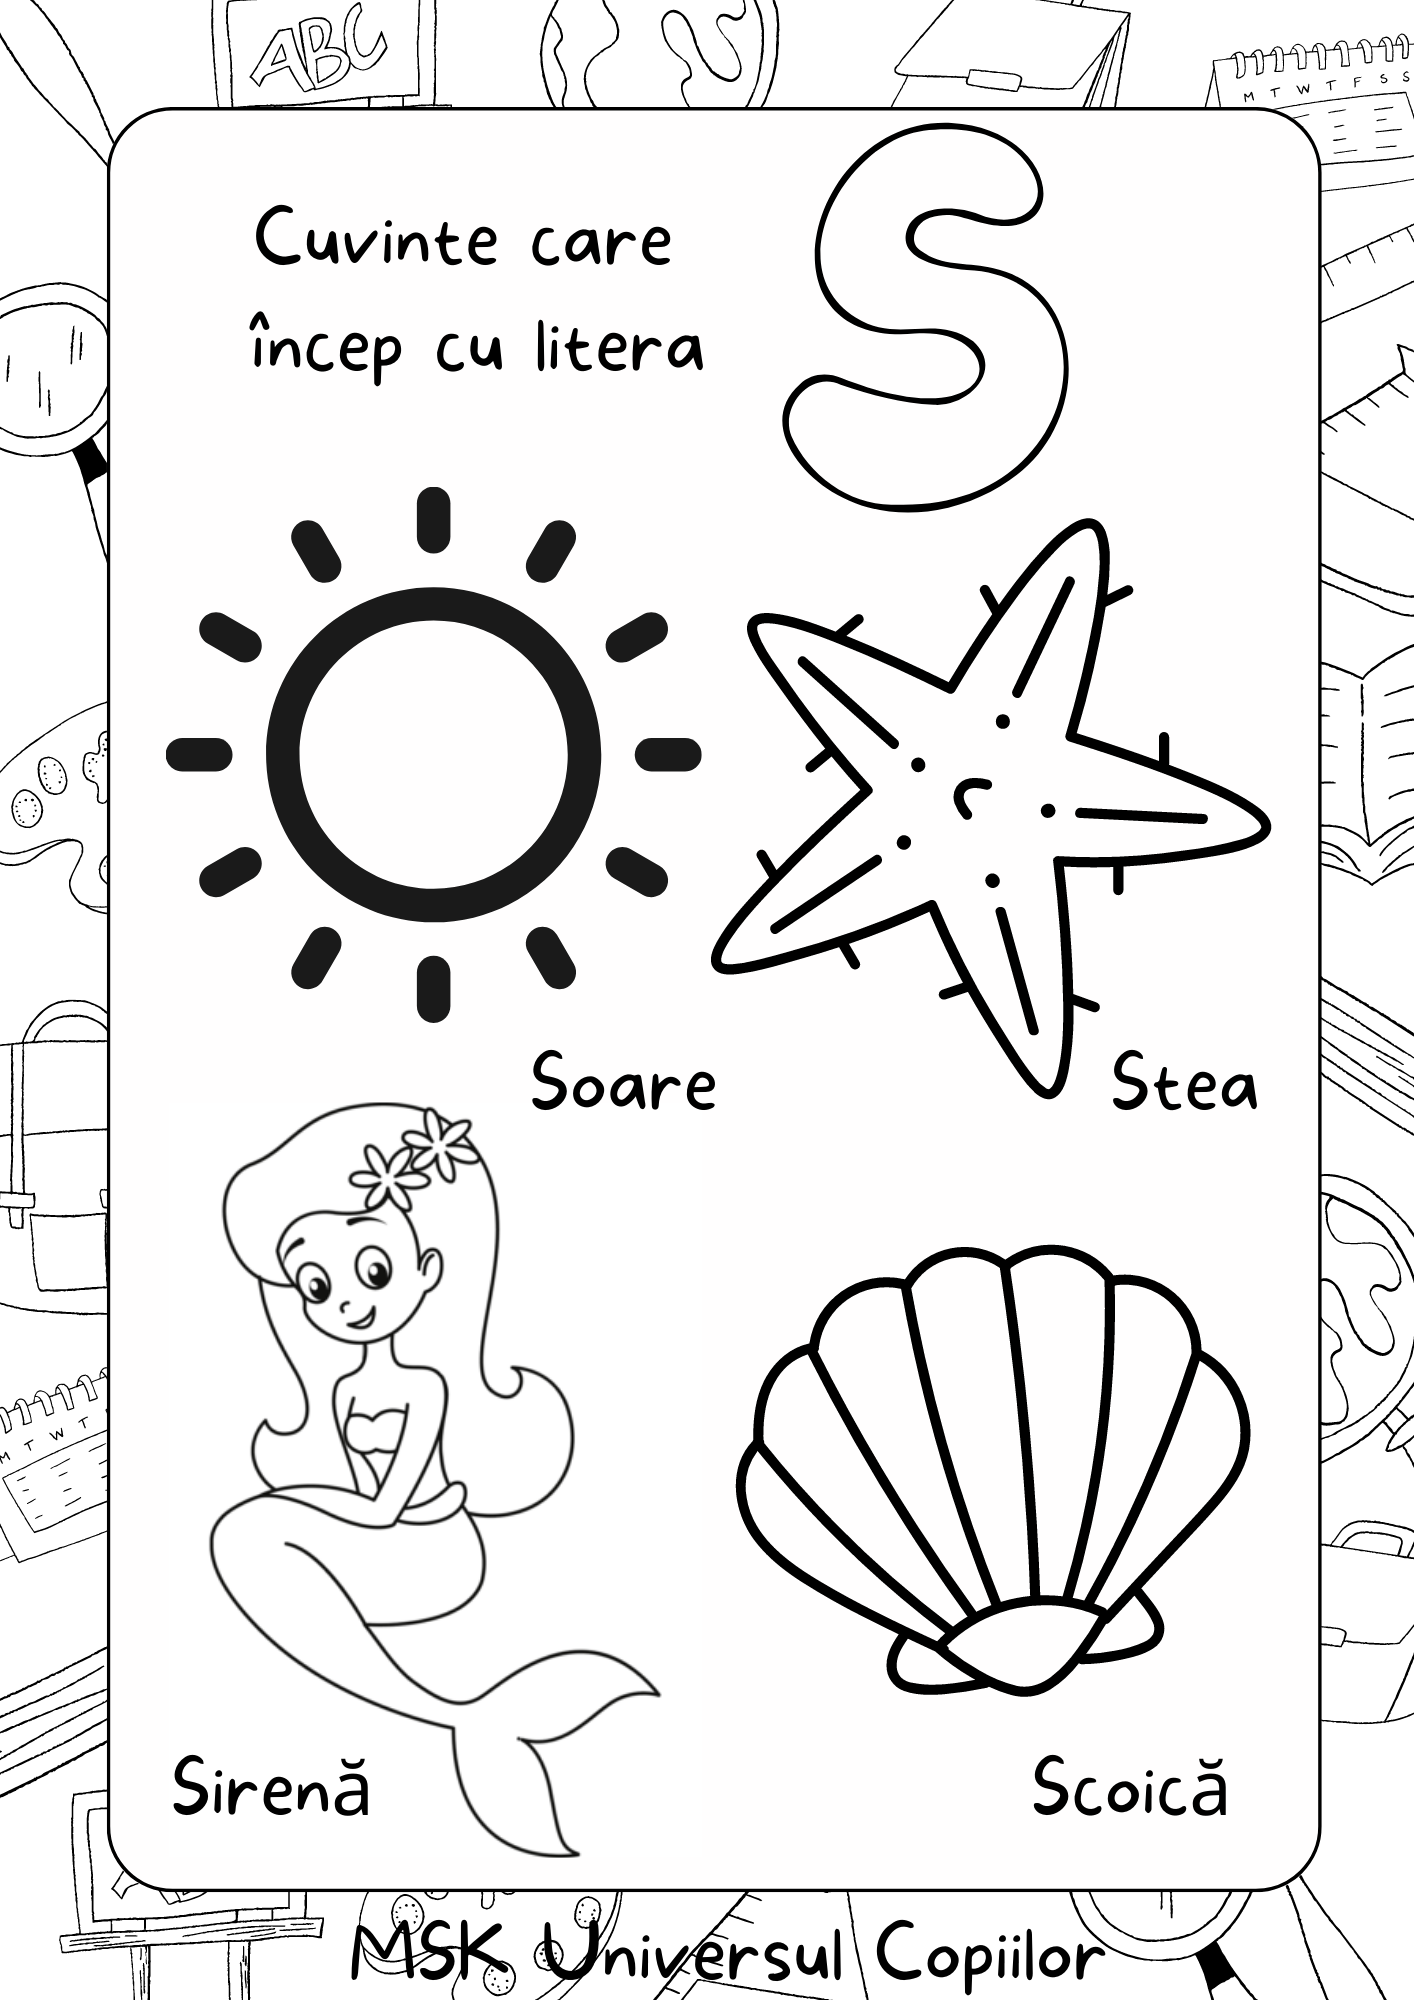 ABC
M T W T F S S
Cuvinte care
încep cu litera
S
Soare
Stea
M T W T
Sirenă
Scoică
MSK Universul Copiilor